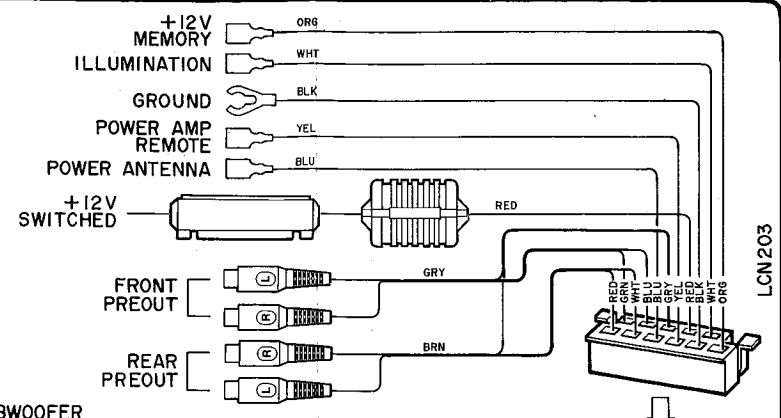 +12V
MEMORY
ORG
ILLUMINATION
WHT
GROUND
BLK
POWER AMP
REMOTE
YEL
POWER ANTENNA
BLU
+12V
SWITCHED
RED
FRONT
PREOUT
L
R
GRY
REAR
PREOUT
R
L
BRN
RED
GRN
WHT
BLU
BLU
GRY
YEL
RED
BLK
WHT
ORG
LCN203
BWOOFER